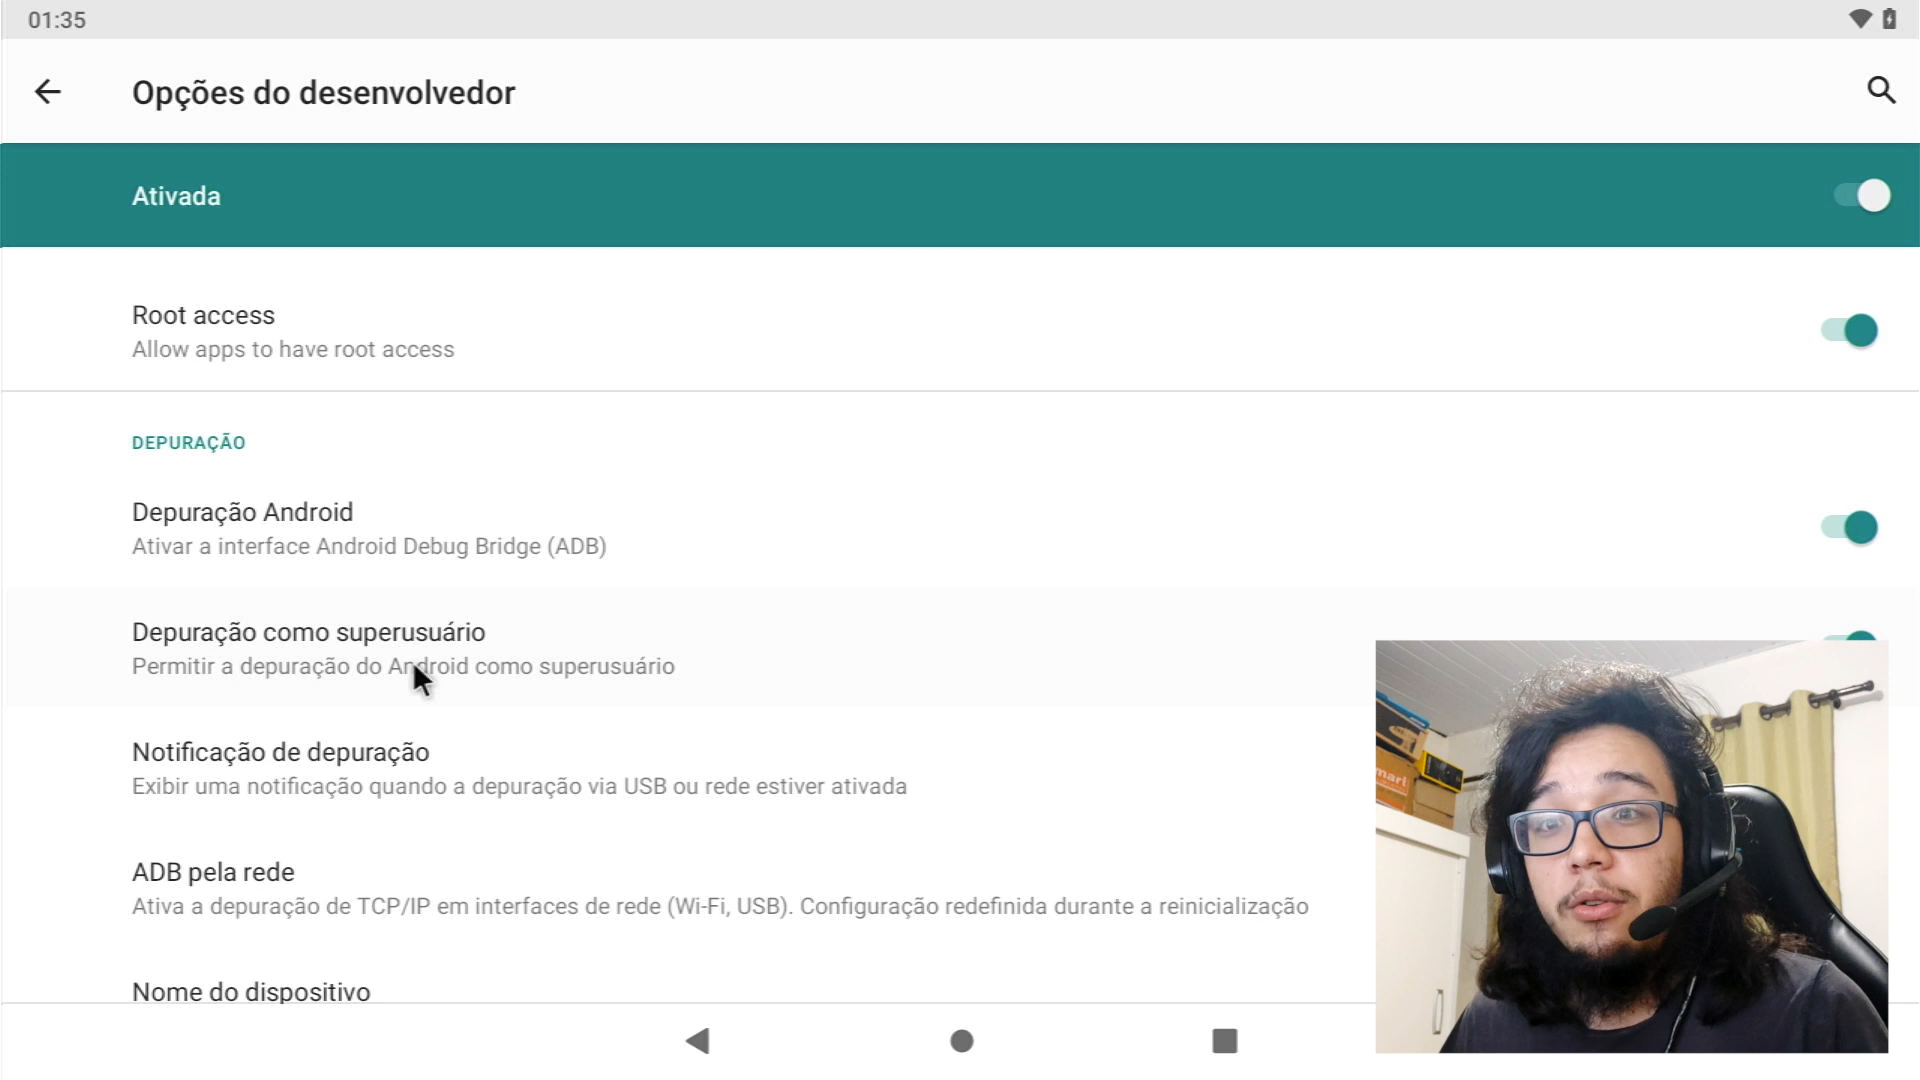 01:35
Opções do desenvolvedor
Ativada
Root access
Allow apps to have root access
DEPURAÇÃO
Depuração Android
Ativar a interface Android Debug Bridge (ADB)
Depuração como superusuário
Permitir a depuração do Android como superusuário
Notificação de depuração
Exibir uma notificação quando a depuração via USB ou rede estiver ativada
ADB pela rede
Ativa a depuração de TCP/IP em interfaces de rede (Wi-Fi, USB). Configuração redefinida durante a reinicialização
Nome do dispositivo